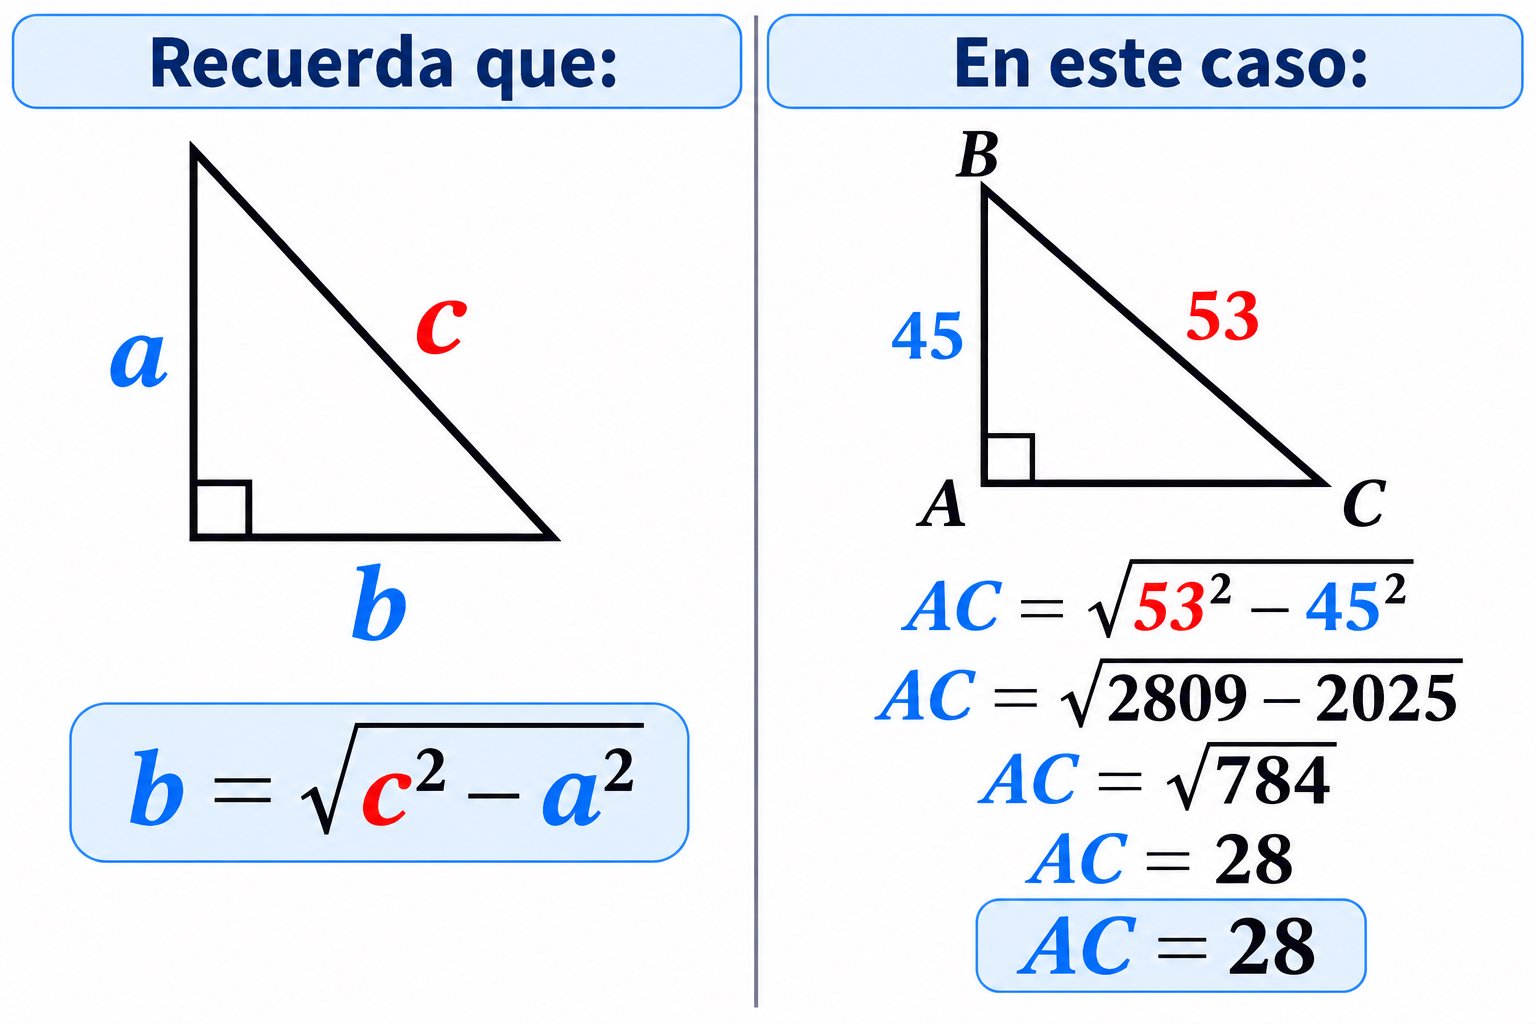 Recuerda que:
a
c
b
b = √c² − a²
En este caso:
B
45
53
A
C
AC = √53² − 45²
AC = √2809 − 2025
AC = √784
AC = 28
AC = 28